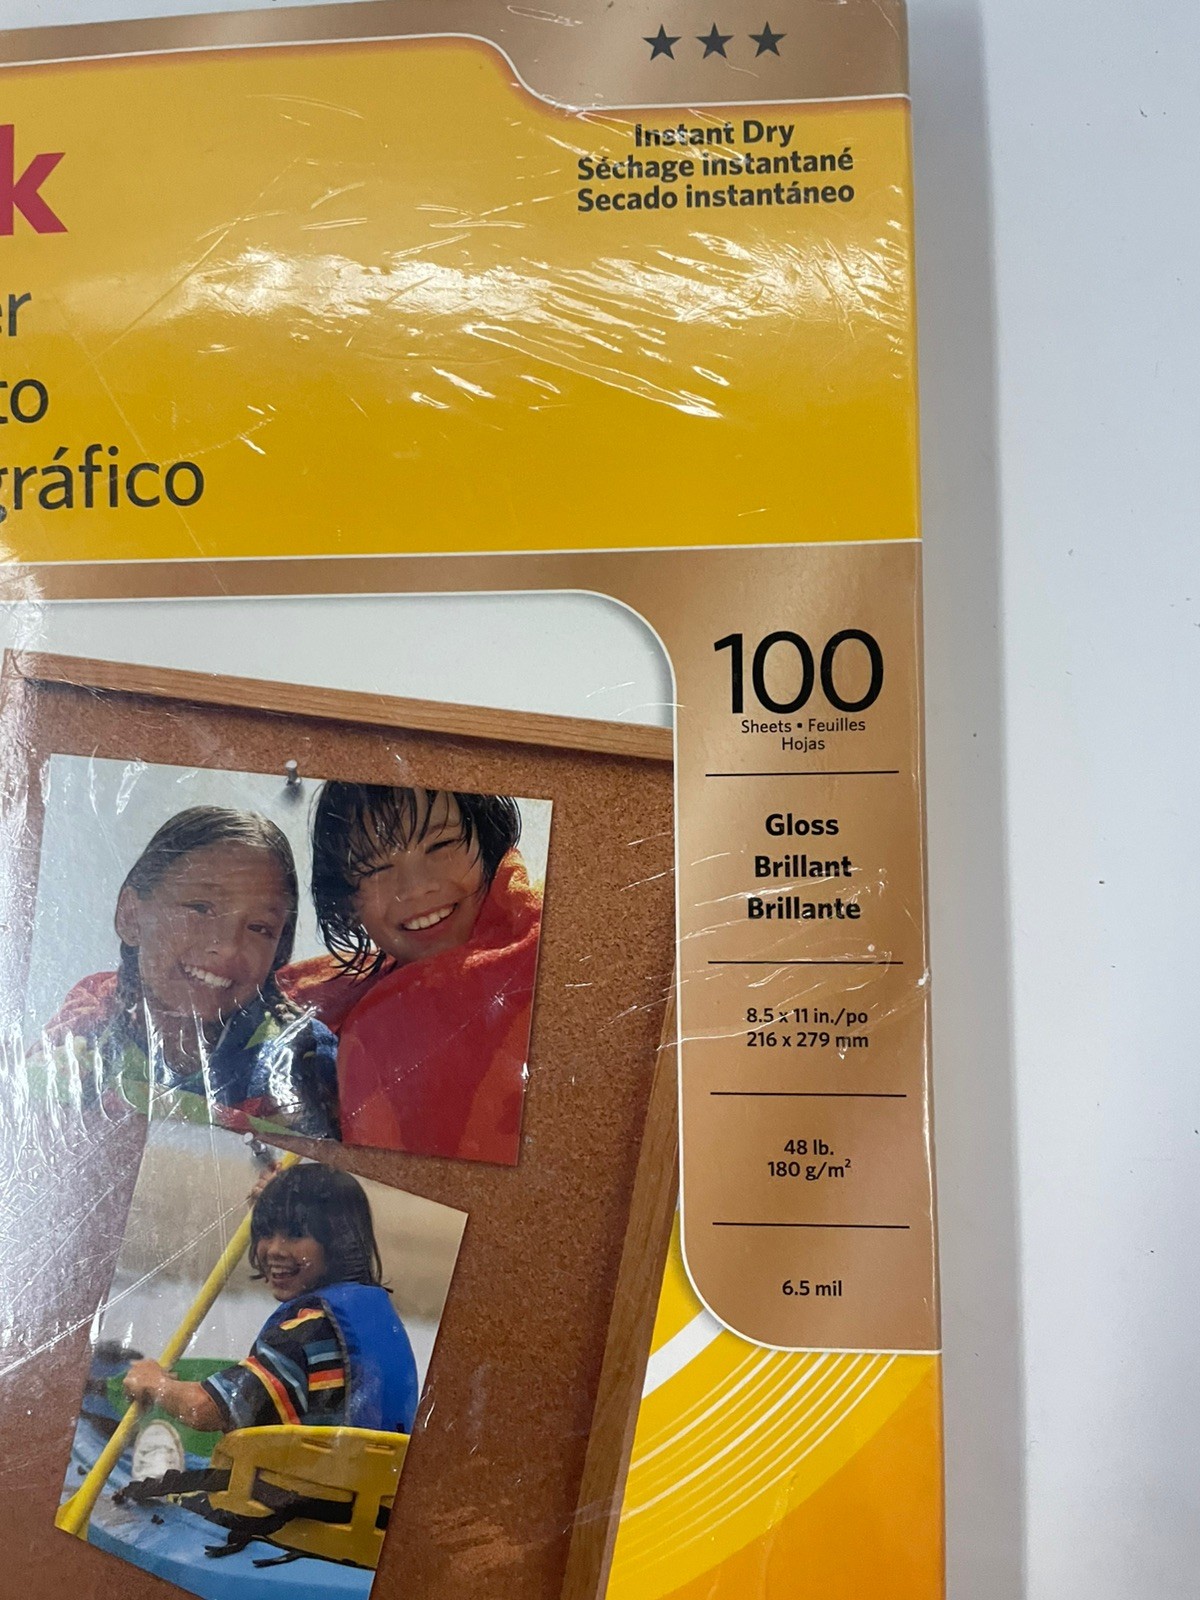 ★★★
Instant Dry
Séchage instantané
Secado instantáneo
k
er
to
gráfico
100
Sheets • Feuilles
Hojas
Gloss
Brillant
Brillante
8.5 x 11 in./po
216 x 279 mm
48 lb.
180 g/m²
6.5 mil